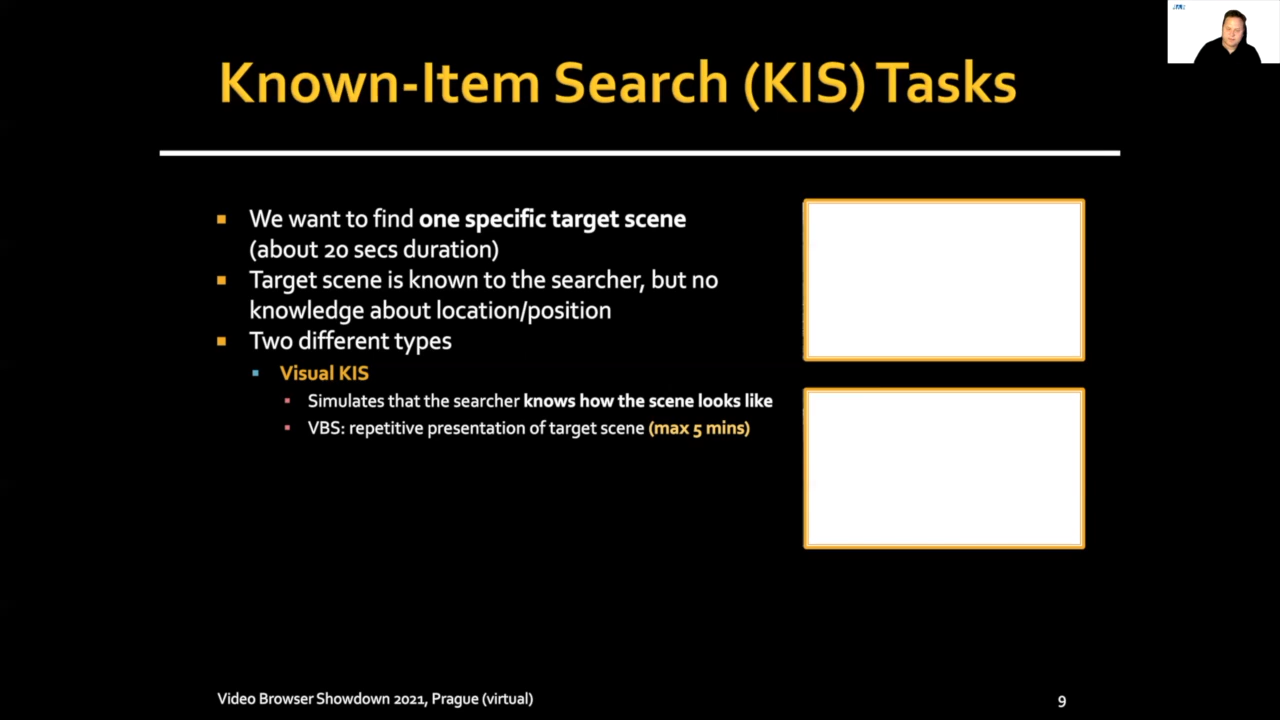 Known-Item Search (KIS) Tasks
We want to find one specific target scene
(about 20 secs duration)
Target scene is known to the searcher, but no
knowledge about location/position
Two different types
Visual KIS
Simulates that the searcher knows how the scene looks like
VBS: repetitive presentation of target scene (max 5 mins)
Video Browser Showdown 2021, Prague (virtual)
9